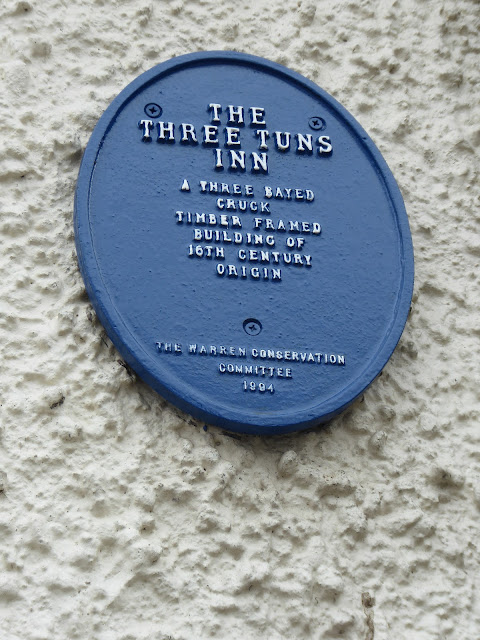 THE
THREE TUNS
INN
A THREE BAYED
CRUCK
TIMBER FRAMED
BUILDING OF
16TH CENTURY
ORIGIN
THE WARREN CONSERVATION
COMMITTEE
1994